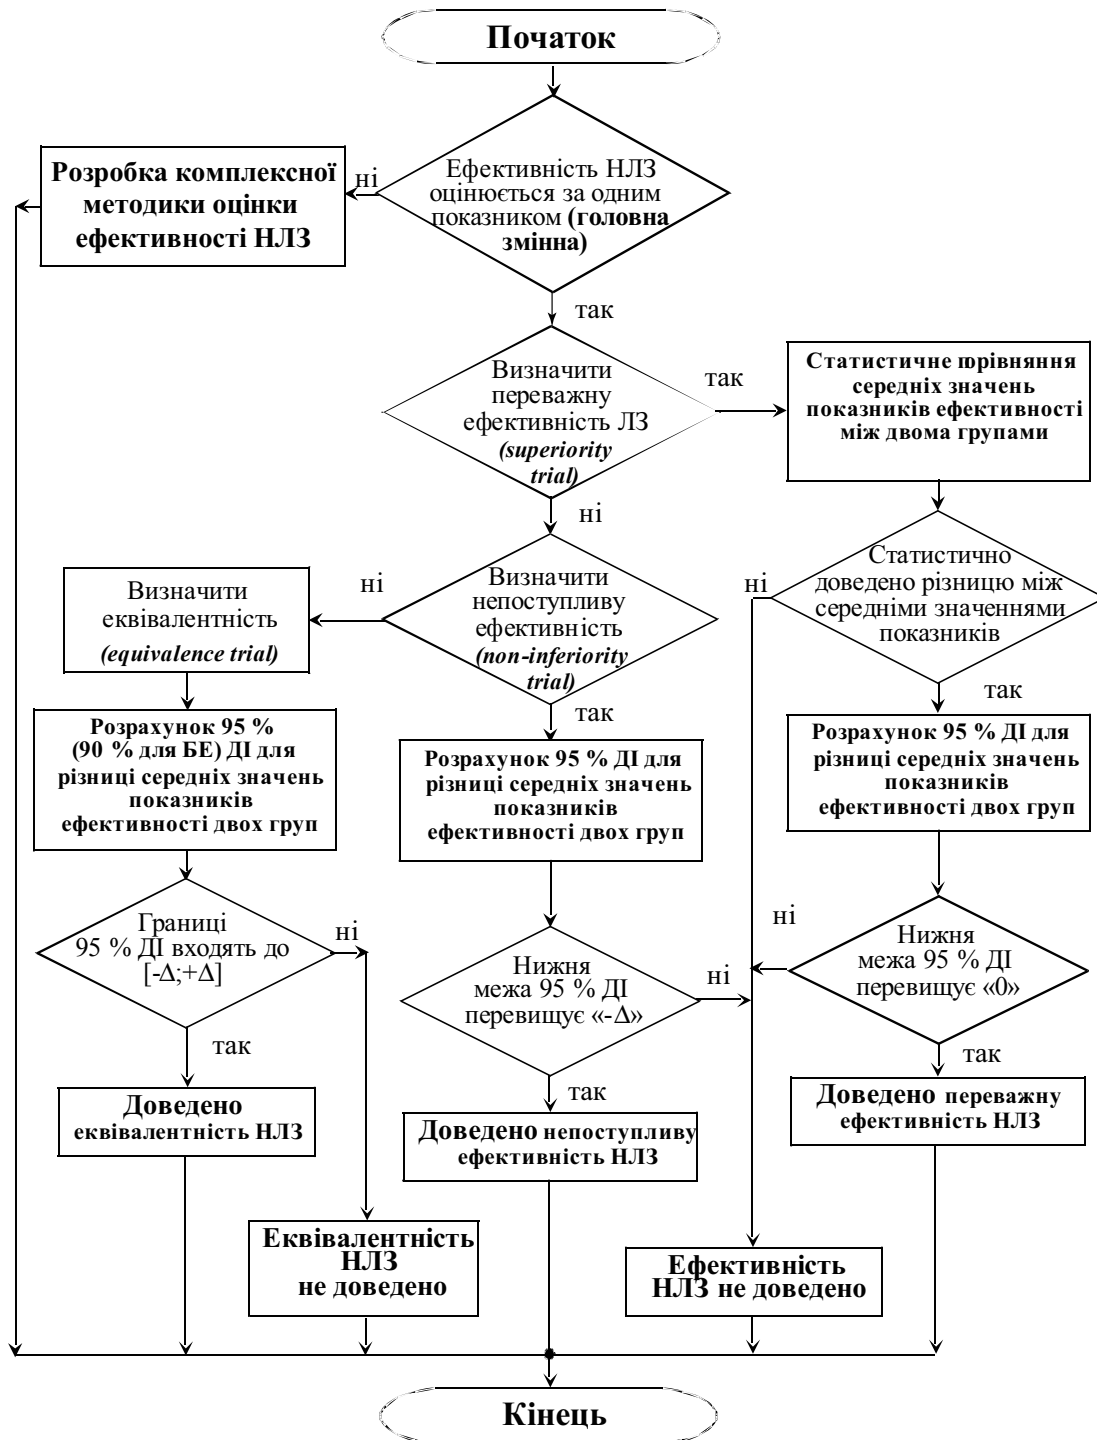 Початок
Ефективність НЛЗ
оцінюється за одним
показником (головна
змінна)
ні
Розробка комплексної
методики оцінки
ефективності НЛЗ
так
Визначити
переважну
ефективність ЛЗ
(superiority
trial)
так
Статистичне порівняння
середніх значень
показників ефективності
між двома групами
ні
Визначити
непоступливу
ефективність
(non-inferiority
trial)
ні
Визначити
еквівалентність
(equivalence trial)
Статистично
доведено різницю між
середніми значеннями
показників
ні
так
так
Розрахунок 95 %
(90 % для БЕ) ДІ для
різниці середніх значень
показників
ефективності двох груп
Розрахунок 95 % ДІ для
різниці середніх значень
показників
ефективності двох груп
Розрахунок 95 % ДІ для
різниці середніх значень
показників
ефективності двох груп
Границі
95 % ДІ входять до
[-Δ;+Δ]
ні
Нижня
межа 95 % ДІ
перевищує «-Δ»
ні
ні
Нижня
межа 95 % ДІ
перевищує «0»
так
так
так
Доведено
еквівалентність НЛЗ
Доведено непоступливу
ефективність НЛЗ
Доведено переважну
ефективність НЛЗ
Еквівалентність
НЛЗ
не доведено
Ефективність
НЛЗ не доведено
Кінець